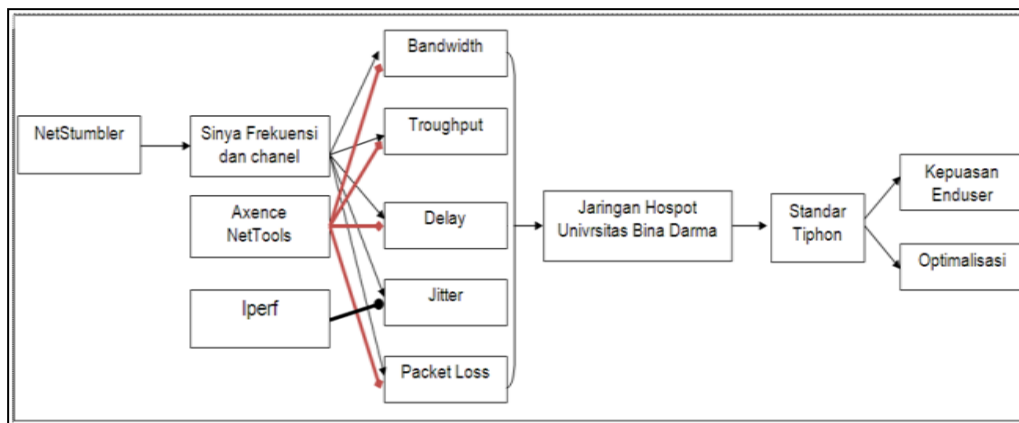 NetStumbler
Sinya Frekuensi
dan chanel
Axence
NetTools
Iperf
Bandwidth
Troughput
Delay
Jitter
Packet Loss
Jaringan Hospot
Univrsitas Bina Darma
Standar
Tiphon
Kepuasan
Enduser
Optimalisasi